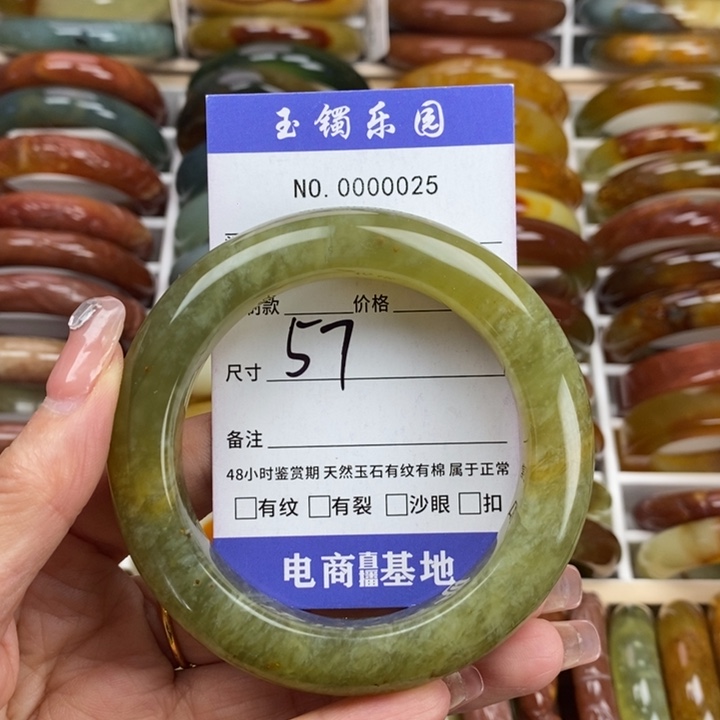 玉镯乐园
NO. 0000025
款 价格
尺寸 57
备注
48小时鉴赏期 天然玉石有纹有棉 属于正常
□有纹 □有裂 □沙眼 □扣
电商直播基地